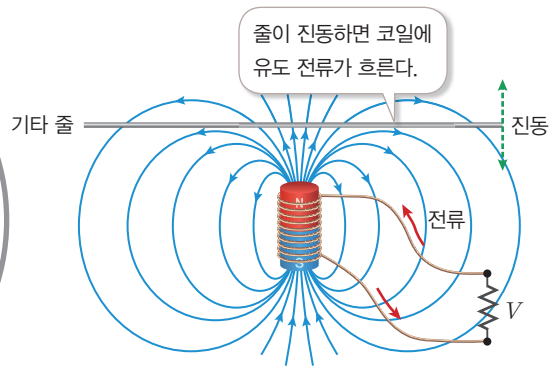 줄이 진동하면 코일에
유도 전류가 흐른다.
기타 줄
진동
N
전류
S
V